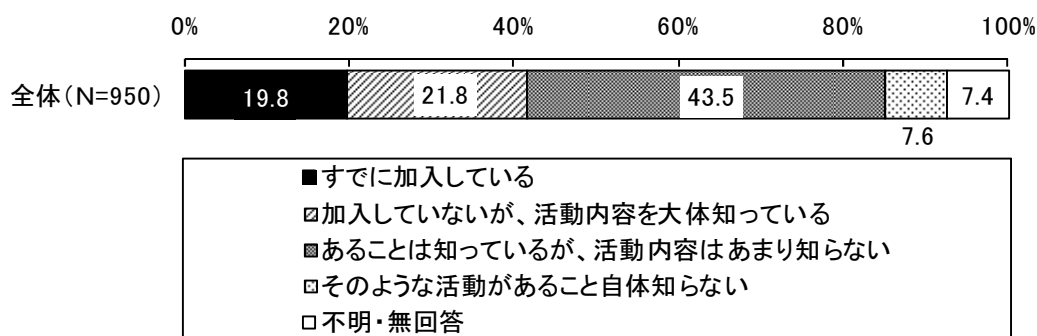 0% 20% 40% 60% 80% 100%
全体(N=950) 19.8 21.8 43.5 7.4
7.6
■すでに加入している
▨加入していないが、活動内容を大体知っている
▩あることは知っているが、活動内容はあまり知らない
⊡そのような活動があること自体知らない
□不明・無回答